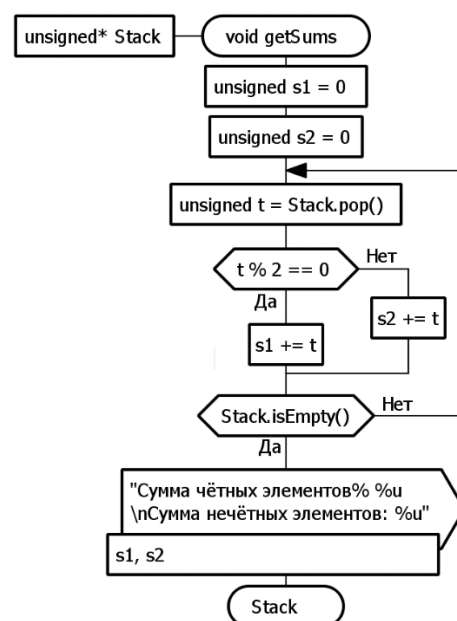 unsigned* Stack
void getSums
unsigned s1 = 0
unsigned s2 = 0
unsigned t = Stack.pop()
t % 2 == 0
Нет
Да
s2 += t
s1 += t
Stack.isEmpty()
Нет
Да
"Сумма чётных элементов% %u
\nСумма нечётных элементов: %u"
s1, s2
Stack